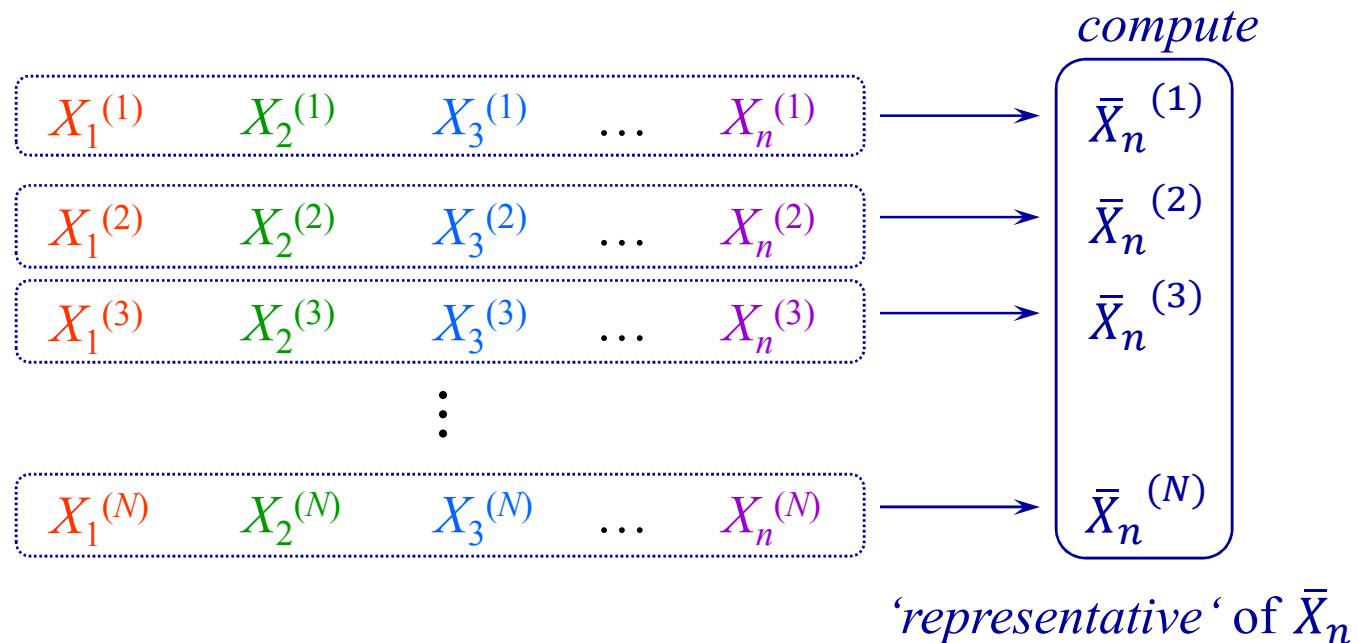 compute
X₁⁽¹⁾ X₂⁽¹⁾ X₃⁽¹⁾ … Xₙ⁽¹⁾ X̄ₙ⁽¹⁾
X₁⁽²⁾ X₂⁽²⁾ X₃⁽²⁾ … Xₙ⁽²⁾ X̄ₙ⁽²⁾
X₁⁽³⁾ X₂⁽³⁾ X₃⁽³⁾ … Xₙ⁽³⁾ X̄ₙ⁽³⁾
⋮
X₁⁽ᴺ⁾ X₂⁽ᴺ⁾ X₃⁽ᴺ⁾ … Xₙ⁽ᴺ⁾ X̄ₙ⁽ᴺ⁾
‘representative‘ of X̄ₙ